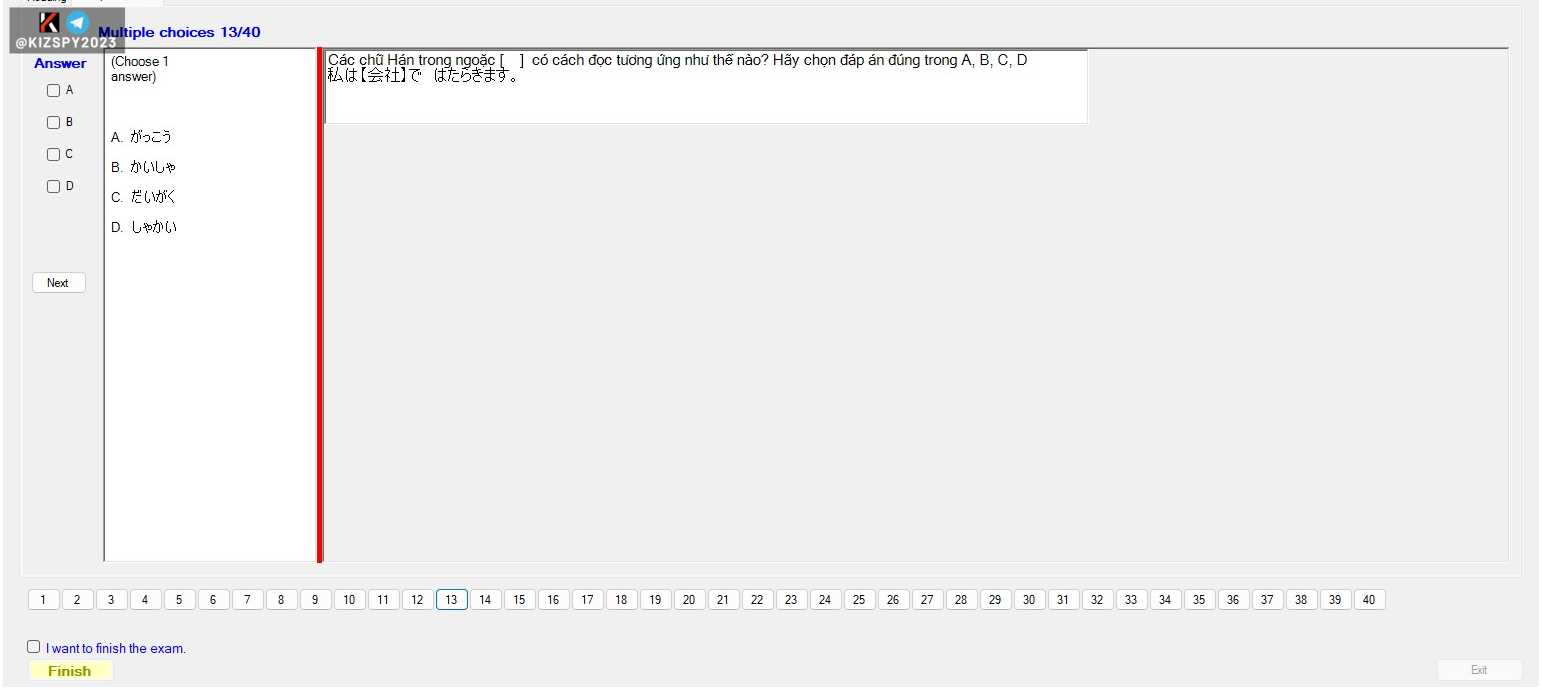 @KIZSPY2023
Multiple choices 13/40
Answer
A
B
C
D
Next
(Choose 1
answer)
A. がっこう
B. かいしゃ
C. だいがく
D. しゃかい
Các chữ Hán trong ngoặc [ ] có cách đọc tương ứng như thế nào? Hãy chọn đáp án đúng trong A, B, C, D
私は【会社】で はたらきます。
1 2 3 4 5 6 7 8 9 10 11 12 13 14 15 16 17 18 19 20 21 22 23 24 25 26 27 28 29 30 31 32 33 34 35 36 37 38 39 40
I want to finish the exam.
Finish
Exit